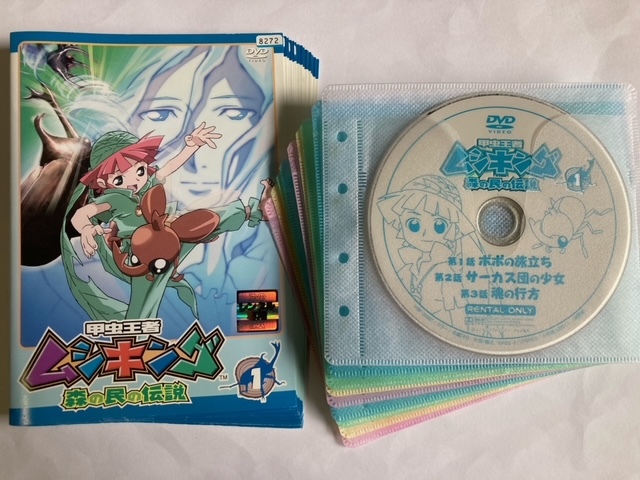 8272
DVD
VIDEO
甲虫王者
ムシキング
TM
森の民の伝説
1
DVD
VIDEO
甲虫王者
ムシキング
森の民の伝説
1
第1話 ポポの旅立ち
第2話 サーカス団の少女
第3話 魂の行方
RENTAL ONLY